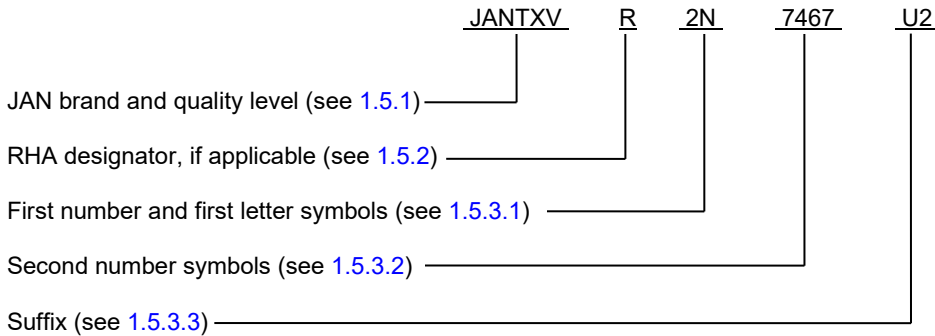 JANTXV R 2N 7467 U2
JAN brand and quality level (see 1.5.1)
RHA designator, if applicable (see 1.5.2)
First number and first letter symbols (see 1.5.3.1)
Second number symbols (see 1.5.3.2)
Suffix (see 1.5.3.3)